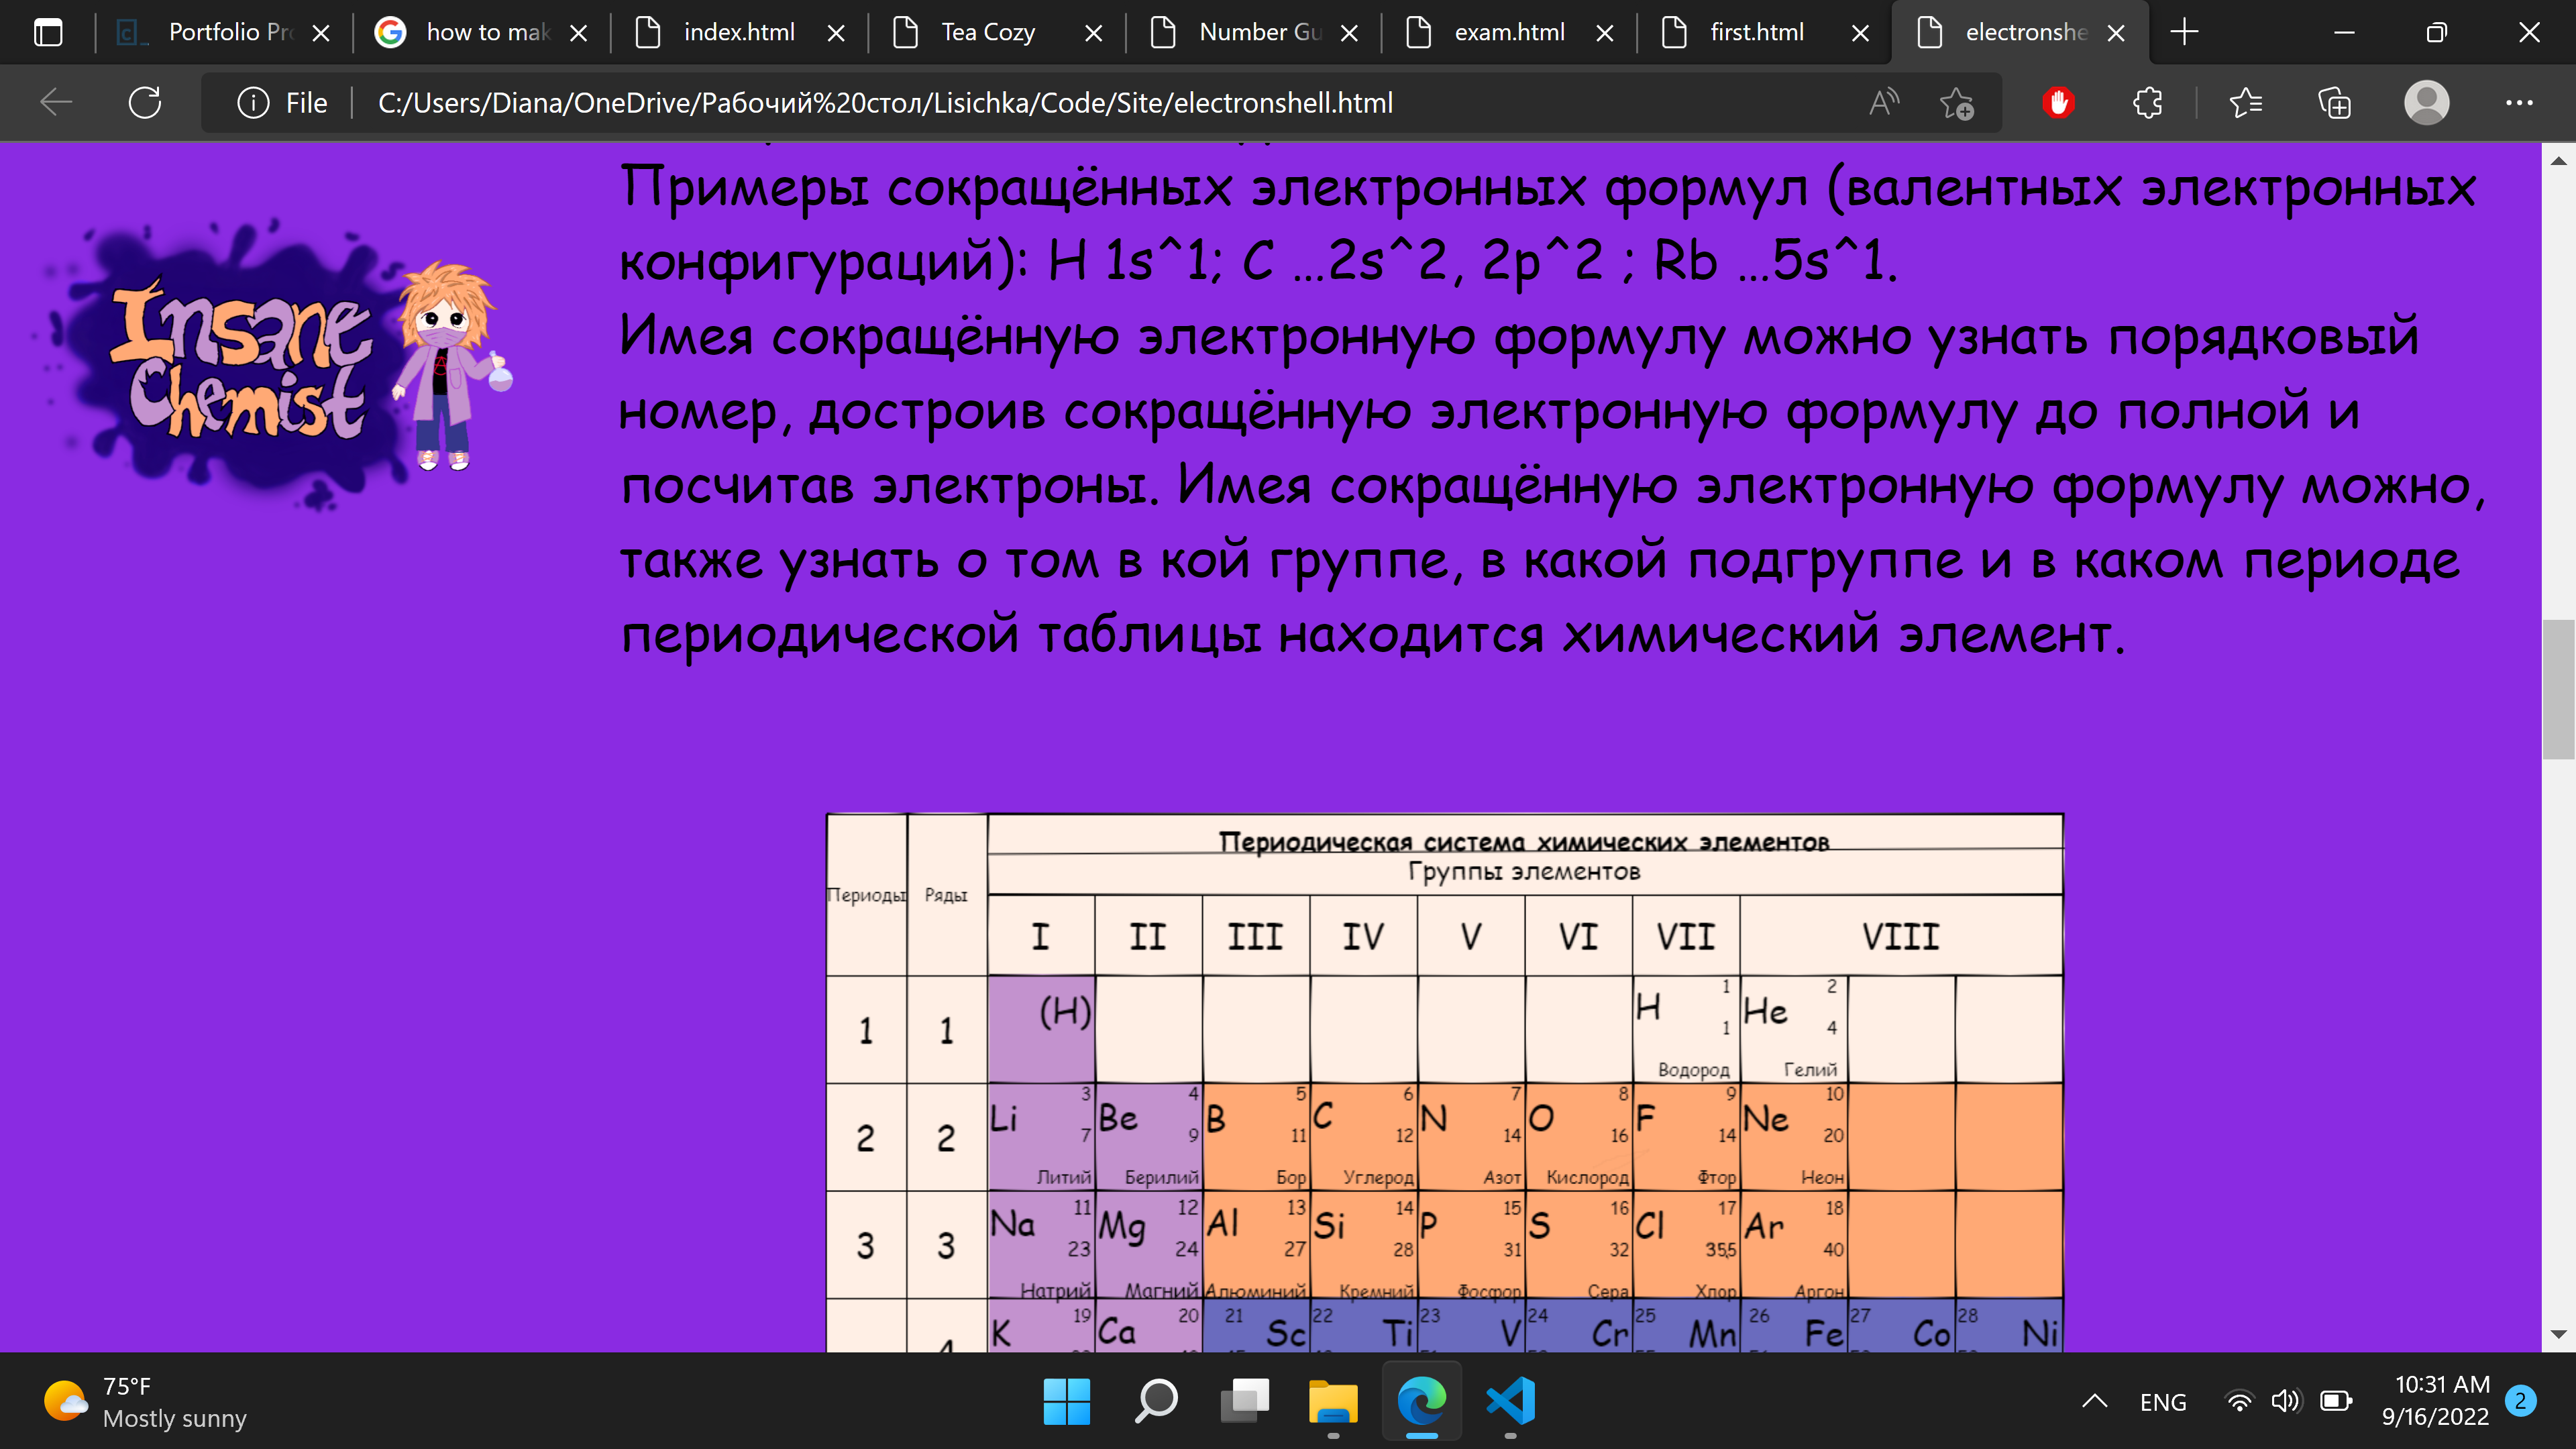 Portfolio Pro
how to mak
index.html
Tea Cozy
Number Gu
exam.html
first.html
electronshe
File
C:/Users/Diana/OneDrive/Рабочий%20стол/Lisichka/Code/Site/electronshell.html
Примеры сокращённых электронных формул (валентных электронных
конфигураций): H 1s^1; C ...2s^2, 2p^2 ; Rb ...5s^1.
Имея сокращённую электронную формулу можно узнать порядковый
номер, достроив сокращённую электронную формулу до полной и
посчитав электроны. Имея сокращённую электронную формулу можно,
также узнать о том в кой группе, в какой подгруппе и в каком периоде
периодической таблицы находится химический элемент.
Insane
Chemist
Периодическая система химических элементов
Группы элементов
Периоды Ряды
I II III IV V VI VII VIII
1 1 (H) H 1 1 Водород He 2 4 Гелий
2 2 Li 3 7 Литий Be 4 9 Берилий B 5 11 Бор C 6 12 Углерод N 7 14 Азот O 8 16 Кислород F 9 14 Фтор Ne 10 20 Неон
3 3 Na 11 23 Натрий Mg 12 24 Магний Al 13 27 Алюминий Si 14 28 Кремний P 15 31 Фосфор S 16 32 Сера Cl 17 35,5 Хлор Ar 18 40 Аргон
4 K 19 Ca 20 21 Sc 22 Ti 23 V 24 Cr 25 Mn 26 Fe 27 Co 28 Ni
75°F
Mostly sunny
ENG
10:31 AM
9/16/2022
2